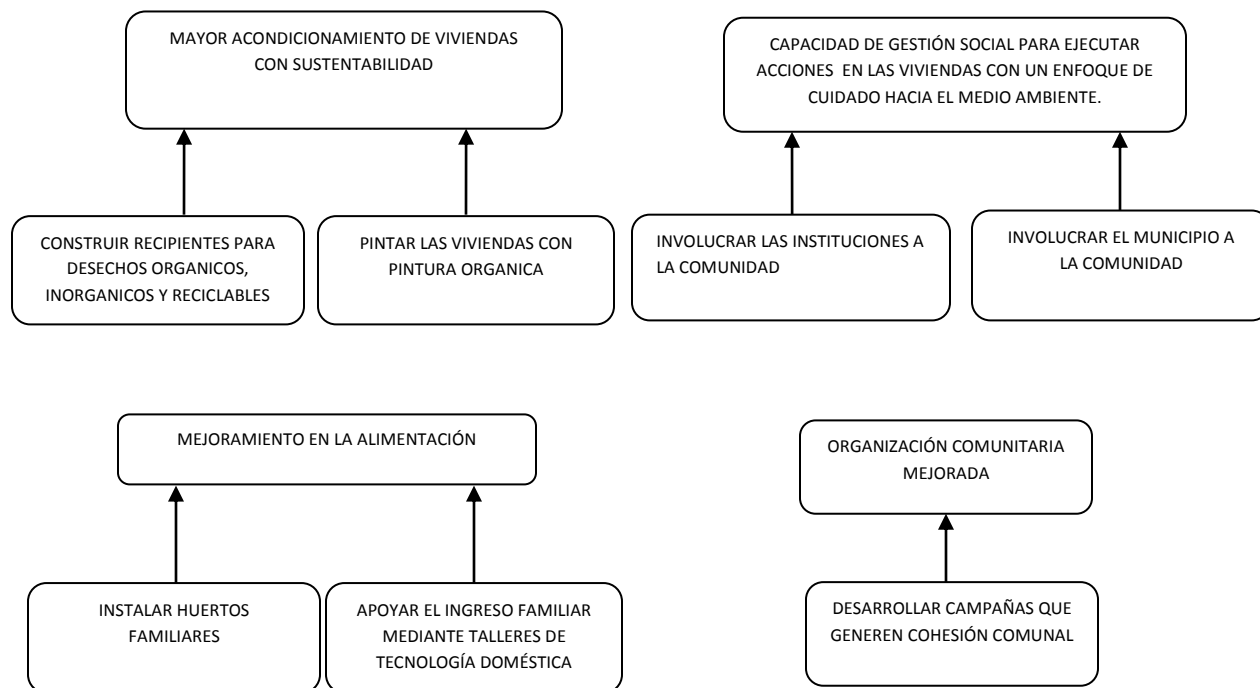 MAYOR ACONDICIONAMIENTO DE VIVIENDAS
CON SUSTENTABILIDAD
CAPACIDAD DE GESTIÓN SOCIAL PARA EJECUTAR
ACCIONES EN LAS VIVIENDAS CON UN ENFOQUE DE
CUIDADO HACIA EL MEDIO AMBIENTE.
CONSTRUIR RECIPIENTES PARA
DESECHOS ORGANICOS,
INORGANICOS Y RECICLABLES
PINTAR LAS VIVIENDAS CON
PINTURA ORGANICA
INVOLUCRAR LAS INSTITUCIONES A
LA COMUNIDAD
INVOLUCRAR EL MUNICIPIO A
LA COMUNIDAD
MEJORAMIENTO EN LA ALIMENTACIÓN
ORGANIZACIÓN COMUNITARIA
MEJORADA
INSTALAR HUERTOS
FAMILIARES
APOYAR EL INGRESO FAMILIAR
MEDIANTE TALLERES DE
TECNOLOGÍA DOMÉSTICA
DESARROLLAR CAMPAÑAS QUE
GENEREN COHESIÓN COMUNAL